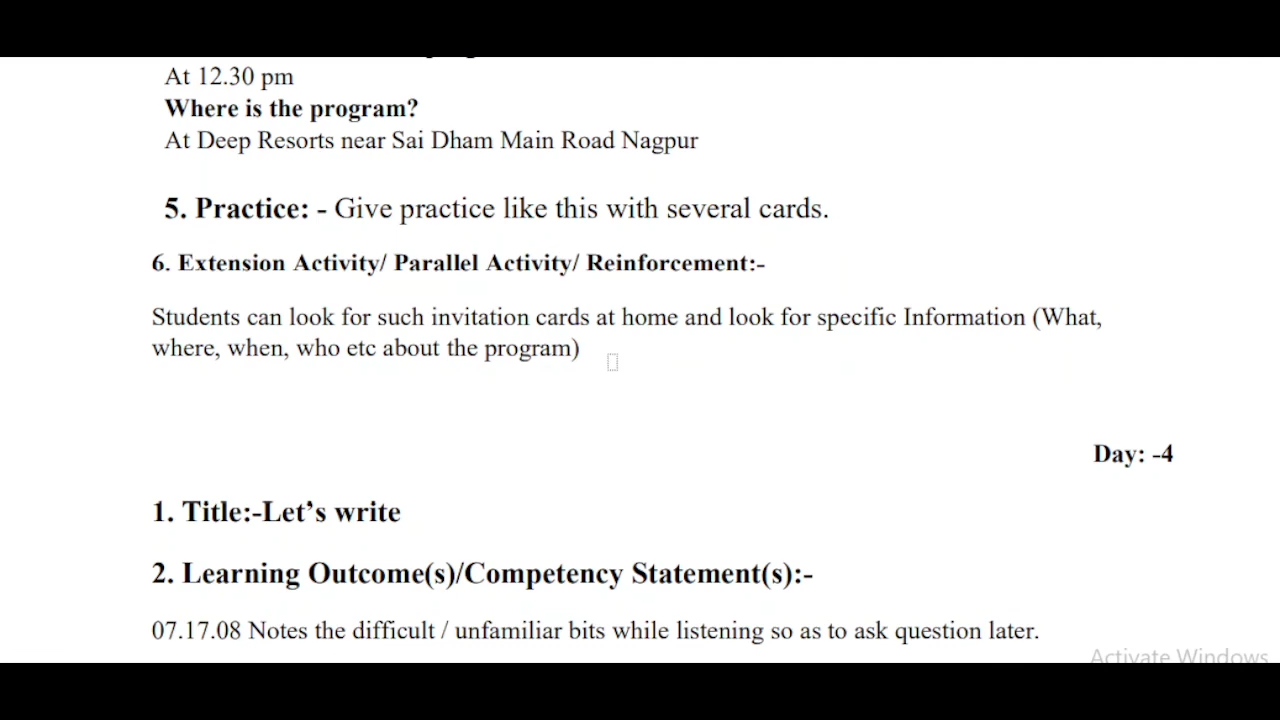 At 12.30 pm
Where is the program?
At Deep Resorts near Sai Dham Main Road Nagpur
5. Practice: - Give practice like this with several cards.
6. Extension Activity/ Parallel Activity/ Reinforcement:-
Students can look for such invitation cards at home and look for specific Information (What,
where, when, who etc about the program)
Day: -4
1. Title:-Let’s write
2. Learning Outcome(s)/Competency Statement(s):-
07.17.08 Notes the difficult / unfamiliar bits while listening so as to ask question later.
Activate Windows